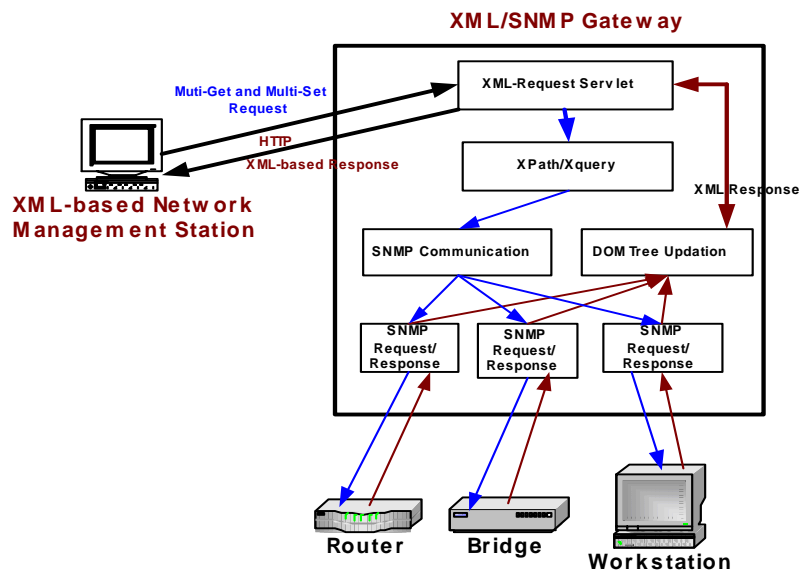 XML/SNMP Gateway
Muti-Get and Multi-Set
Request
HTTP
XML-based Response
XML-based Network
Management Station
XML-Request Servlet
XPath/Xquery
XML Response
SNMP Communication
DOM Tree Updation
SNMP
Request/
Response
SNMP
Request/
Response
SNMP
Request/
Response
Router
Bridge
Workstation